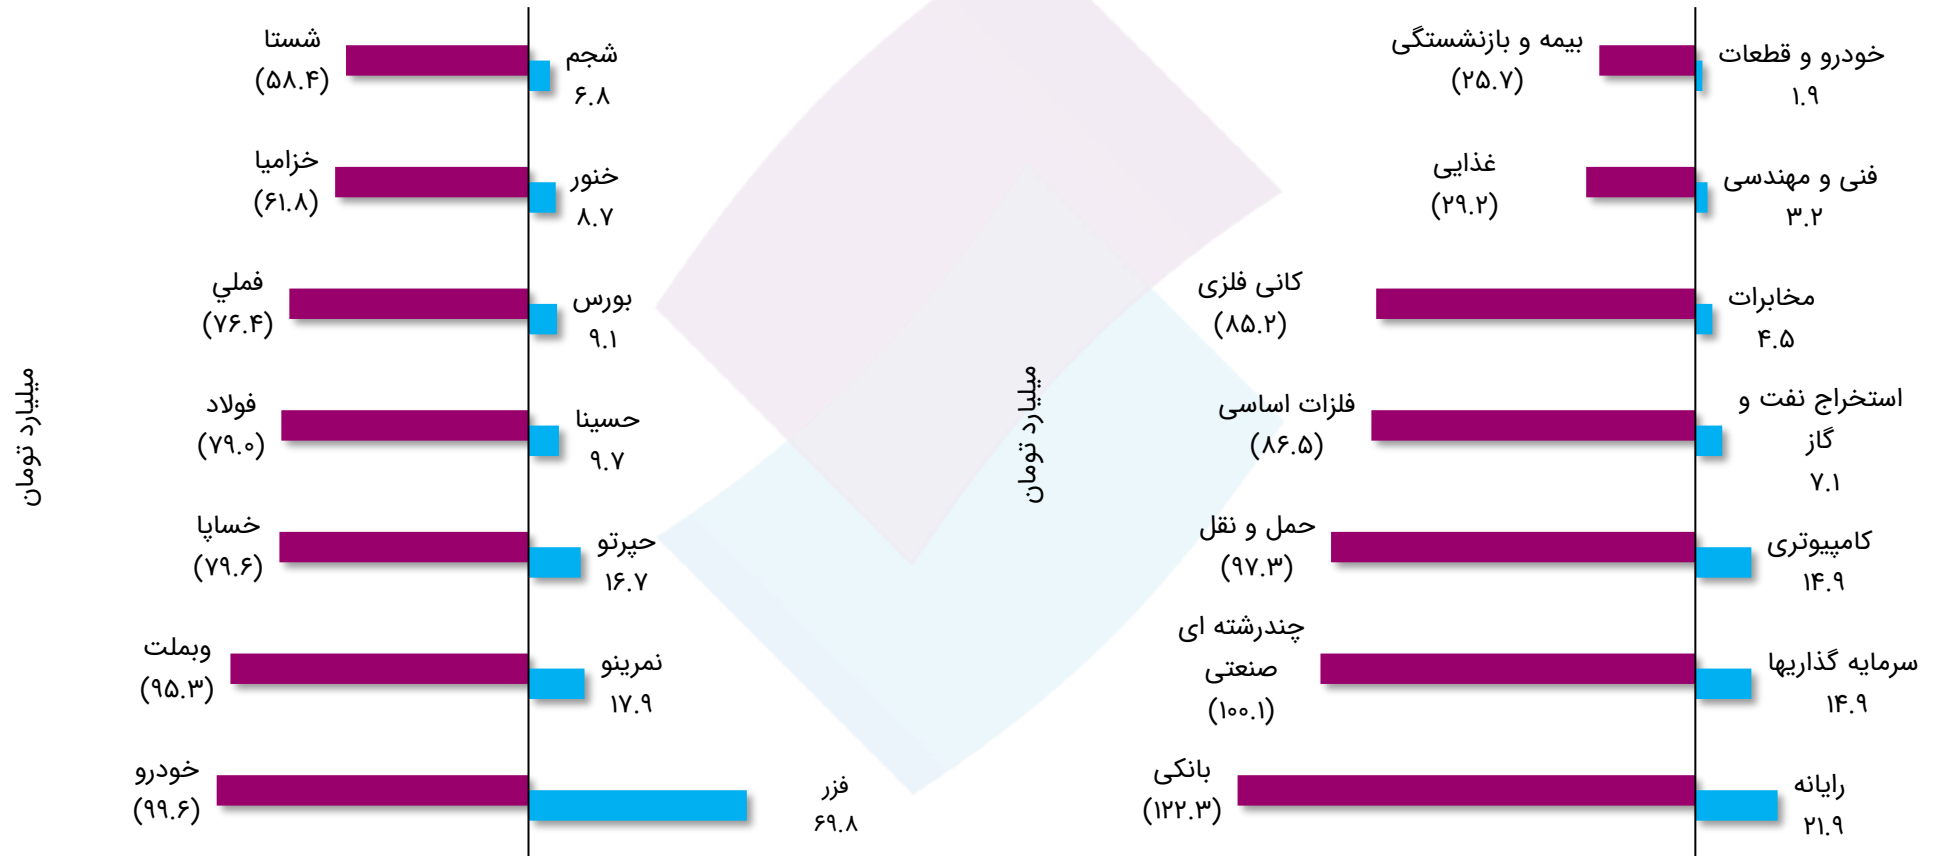 خودرو و قطعات
۱.۹
بیمه و بازنشستگی
(۲۵.۷)
فنی و مهندسی
۳.۲
غذایی
(۲۹.۲)
مخابرات
۴.۵
کانی فلزی
(۸۵.۲)
استخراج نفت و
گاز
۷.۱
فلزات اساسی
(۸۶.۵)
کامپیوتری
۱۴.۹
حمل و نقل
(۹۷.۳)
سرمایه گذاریها
۱۴.۹
چندرشته ای
صنعتی
(۱۰۰.۱)
رایانه
۲۱.۹
بانکی
(۱۲۲.۳)
میلیارد تومان
شجم
۶.۸
شستا
(۵۸.۴)
خنور
۸.۷
خزامیا
(۶۱.۸)
بورس
۹.۱
فملي
(۷۶.۴)
حسینا
۹.۷
فولاد
(۷۹.۰)
حپرتو
۱۶.۷
خساپا
(۷۹.۶)
نمرینو
۱۷.۹
وبملت
(۹۵.۳)
فزر
۶۹.۸
خودرو
(۹۹.۶)
میلیارد تومان